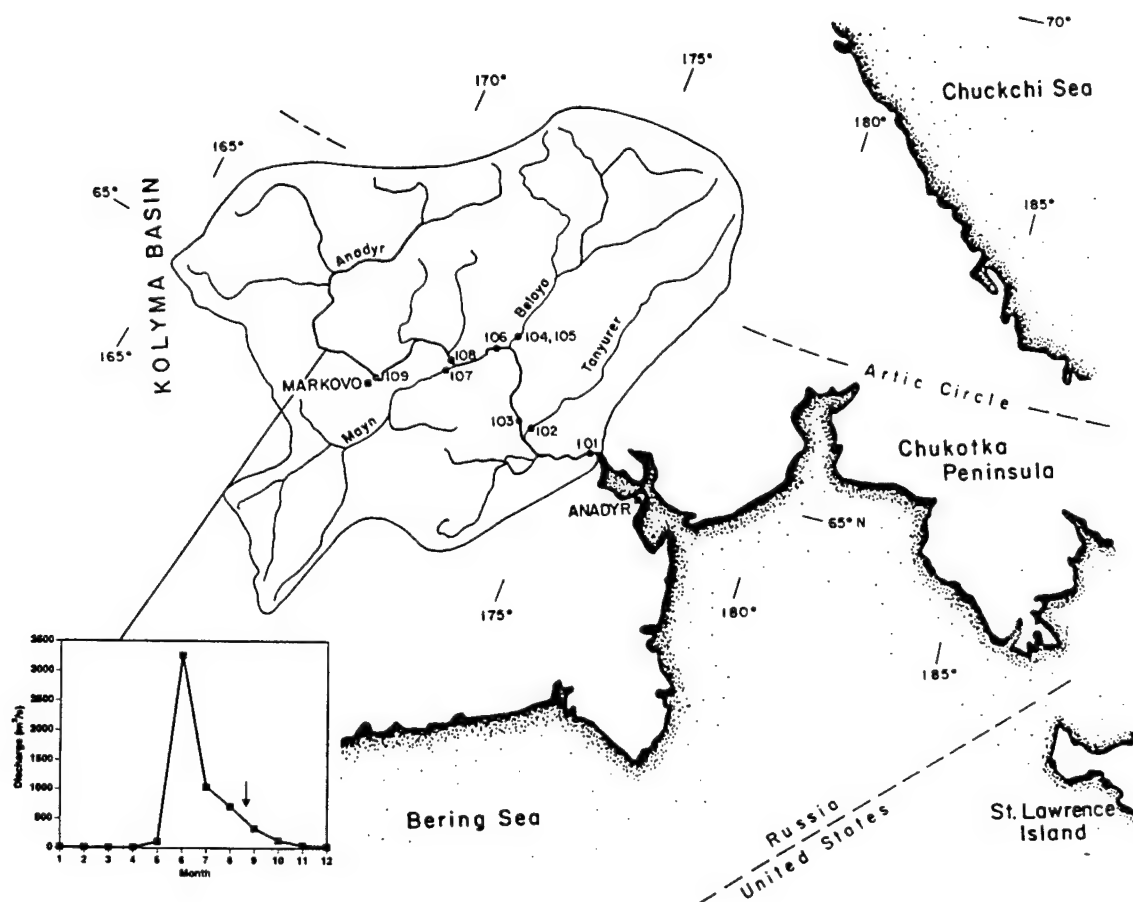 70°
175°
Chuckchi Sea
170°
180°
165°
65°
185°
KOLYMA BASIN
Anadyr
Belaya
104, 105
106
165°
Tanyurer
108
109
107
MARKOVO
Artic Circle
Mayn
103
102
101
Chukotka
Peninsula
ANADYR
65° N
175°
180°
185°
3500
3000
2500
2000
1500
1000
500
0
Discharge (m³/s)
1 2 3 4 5 6 7 8 9 10 11 12
Month
Bering Sea
Russia
United States
St. Lawrence
Island